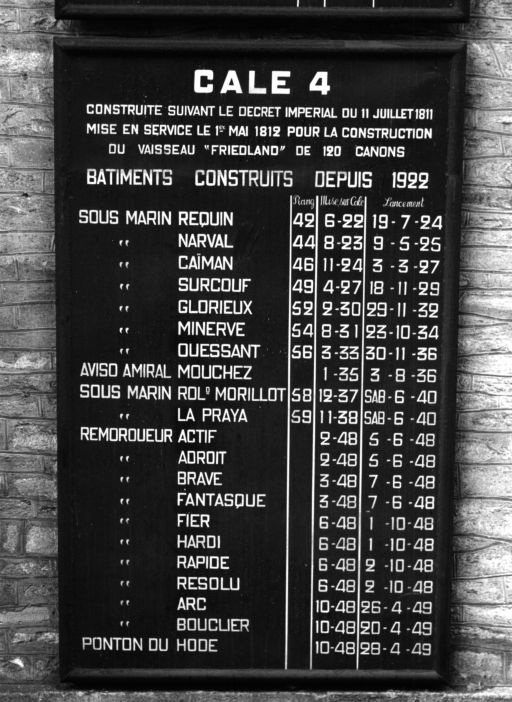 CALE 4
CONSTRUITE SUIVANT LE DECRET IMPERIAL DU 11 JUILLET 1811
MISE EN SERVICE LE 1er MAI 1812 POUR LA CONSTRUCTION
DU VAISSEAU "FRIEDLAND" DE 120 CANONS
BATIMENTS CONSTRUITS DEPUIS 1922
Rang Mise sur Cale Lancement
SOUS MARIN REQUIN 42 6-22 19-7-24
" NARVAL 44 8-23 9-5-25
" CAÏMAN 46 11-24 3-3-27
" SURCOUF 49 4-27 18-11-29
" GLORIEUX 52 2-30 29-11-32
" MINERVE 54 8-31 23-10-34
" OUESSANT 56 3-33 30-11-36
AVISO AMIRAL MOUCHEZ 1-35 3-8-36
SOUS MARIN ROLD MORILLOT 58 12-37 SAB-6-40
" LA PRAYA 59 11-38 SAB-6-40
REMORQUEUR ACTIF 2-48 5-6-48
" ADROIT 2-48 5-6-48
" BRAVE 3-48 7-6-48
" FANTASQUE 3-48 7-6-48
" FIER 6-48 1-10-48
" HARDI 6-48 1-10-48
" RAPIDE 6-48 2-10-48
" RESOLU 6-48 2-10-48
" ARC 10-48 26-4-49
" BOUCLIER 10-48 20-4-49
PONTON DU HODE 10-48 28-4-49